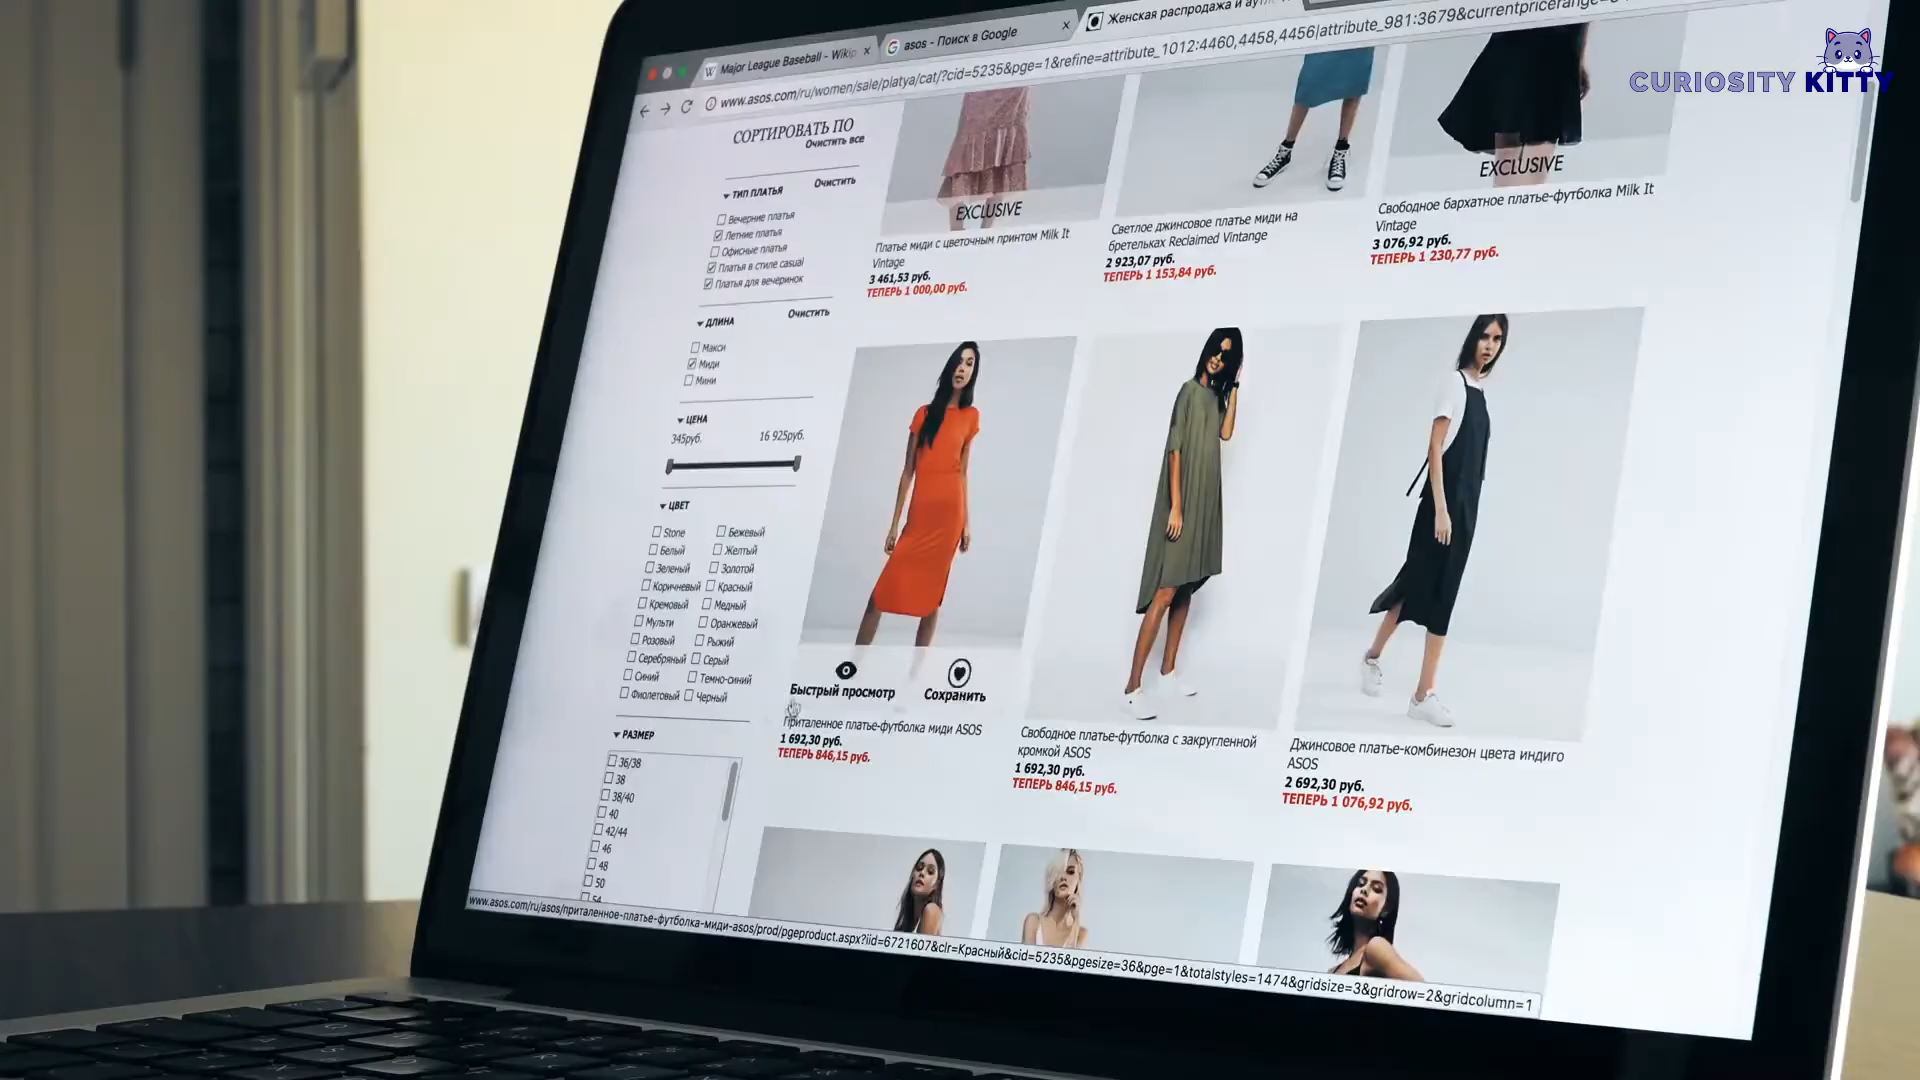 Major League Baseball - Wikip
asos - Поиск в Google
Женская распродажа и аутл
www.asos.com/ru/women/sale/platya/cat/?cid=5235&pge=1&refine=attribute_1012:4460,4458,4456|attribute_981:3679&currentpricerange=
CURIOSITY KITTY
СОРТИРОВАТЬ ПО
Очистить все
ТИП ПЛАТЬЯ
Очистить
Вечерние платья
Летние платья
Офисные платья
Платья в стиле casual
Платья для вечеринок
ДЛИНА
Очистить
Макси
Миди
Мини
ЦЕНА
345руб.
16 925руб.
ЦВЕТ
Stone
Бежевый
Белый
Желтый
Зеленый
Золотой
Коричневый
Красный
Кремовый
Медный
Мульти
Оранжевый
Розовый
Рыжий
Серебряный
Серый
Синий
Темно-синий
Фиолетовый
Черный
РАЗМЕР
36/38
38
38/40
40
42/44
46
48
50
54
EXCLUSIVE
Платье миди с цветочным принтом Milk It
Vintage
3 461,53 руб.
ТЕПЕРЬ 1 000,00 руб.
Светлое джинсовое платье миди на
бретельках Reclaimed Vintange
2 923,07 руб.
ТЕПЕРЬ 1 153,84 руб.
EXCLUSIVE
Свободное бархатное платье-футболка Milk It
Vintage
3 076,92 руб.
ТЕПЕРЬ 1 230,77 руб.
Быстрый просмотр
Сохранить
Приталенное платье-футболка миди ASOS
1 692,30 руб.
ТЕПЕРЬ 846,15 руб.
Свободное платье-футболка с закругленной
кромкой ASOS
1 692,30 руб.
ТЕПЕРЬ 846,15 руб.
Джинсовое платье-комбинезон цвета индиго
ASOS
2 692,30 руб.
ТЕПЕРЬ 1 076,92 руб.
www.asos.com/ru/asos/приталенное-платье-футболка-миди-asos/prod/pgeproduct.aspx?iid=6721607&clr=Красный&cid=5235&pgesize=36&pge=1&totalstyles=1474&gridsize=3&gridrow=2&gridcolumn=1